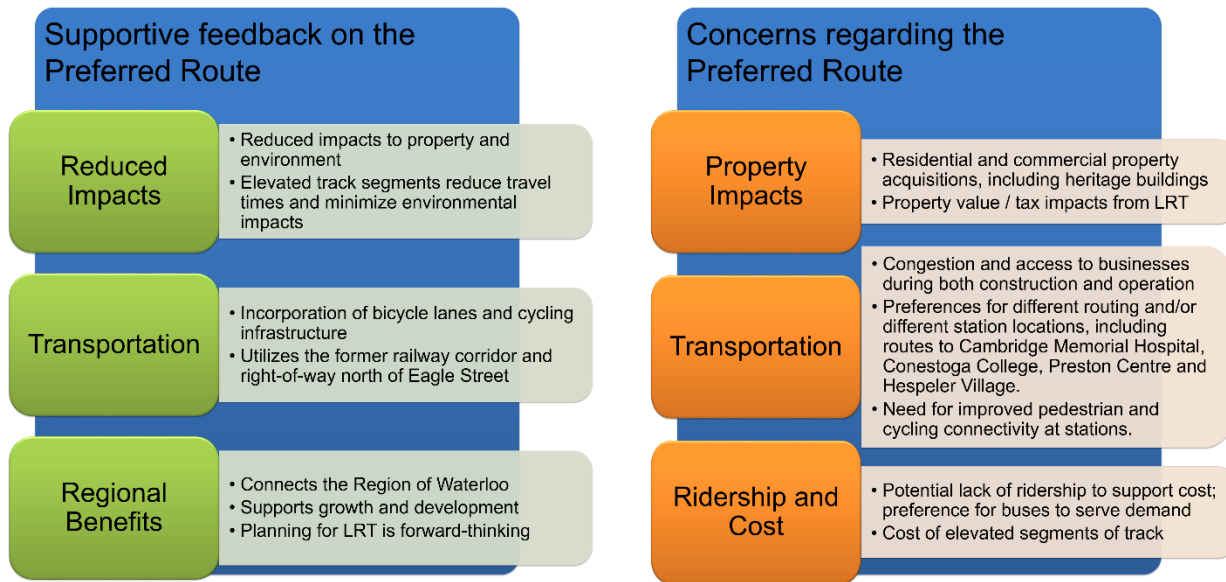 Supportive feedback on the
Preferred Route
Reduced
Impacts
• Reduced impacts to property and
environment
• Elevated track segments reduce travel
times and minimize environmental
impacts
Transportation
• Incorporation of bicycle lanes and cycling
infrastructure
• Utilizes the former railway corridor and
right-of-way north of Eagle Street
Regional
Benefits
• Connects the Region of Waterloo
• Supports growth and development
• Planning for LRT is forward-thinking
Concerns regarding the
Preferred Route
Property
Impacts
• Residential and commercial property
acquisitions, including heritage buildings
• Property value / tax impacts from LRT
Transportation
• Congestion and access to businesses
during both construction and operation
• Preferences for different routing and/or
different station locations, including
routes to Cambridge Memorial Hospital,
Conestoga College, Preston Centre and
Hespeler Village.
• Need for improved pedestrian and
cycling connectivity at stations.
Ridership and
Cost
• Potential lack of ridership to support cost;
preference for buses to serve demand
• Cost of elevated segments of track